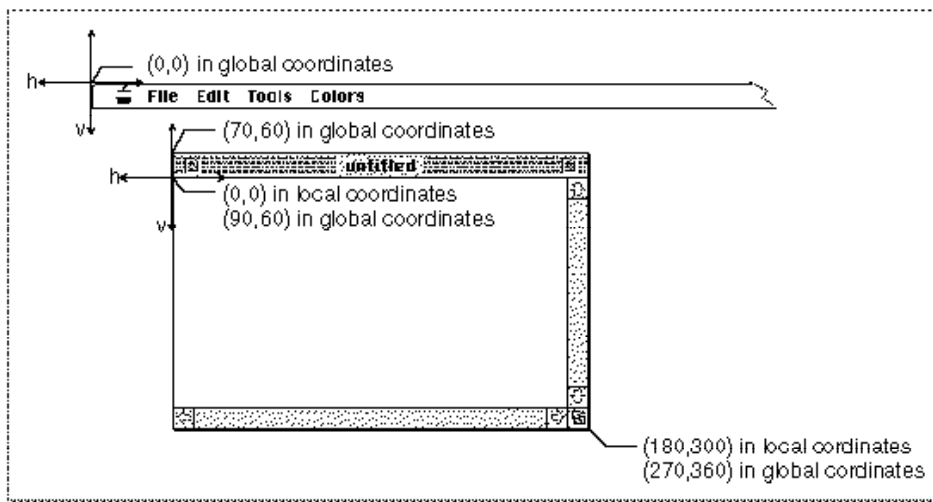 (0,0) in global coordinates
h
File Edit Tools Colors
v
(70,60) in global coordinates
untitled
h
(0,0) in local coordinates
(90,60) in global coordinates
v
(180,300) in local cordinates
(270,360) in global cordinates